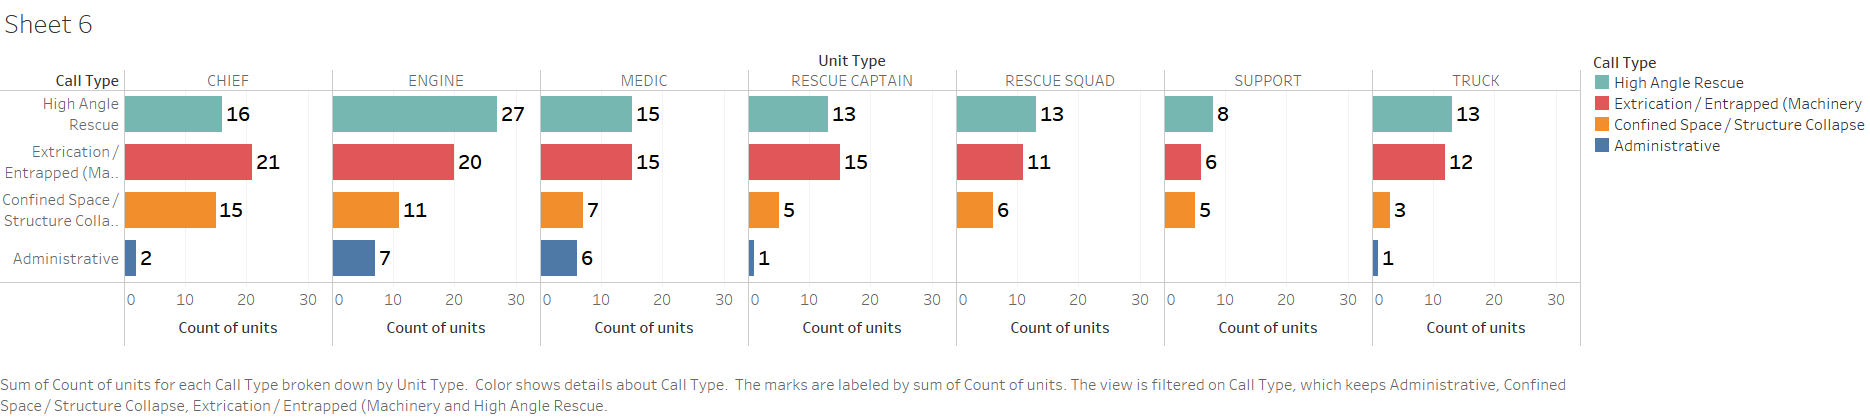 Sheet 6
Unit Type
Call Type CHIEF ENGINE MEDIC RESCUE CAPTAIN RESCUE SQUAD SUPPORT TRUCK
High Angle
Rescue
16 27 15 13 13 8 13
Extrication /
Entrapped (Ma..
21 20 15 15 11 6 12
Confined Space /
Structure Colla..
15 11 7 5 6 5 3
Administrative
2 7 6 1 1
0 10 20 30 0 10 20 30 0 10 20 30 0 10 20 30 0 10 20 30 0 10 20 30 0 10 20 30
Count of units Count of units Count of units Count of units Count of units Count of units Count of units
Call Type
High Angle Rescue
Extrication / Entrapped (Machinery
Confined Space / Structure Collapse
Administrative
Sum of Count of units for each Call Type broken down by Unit Type. Color shows details about Call Type. The marks are labeled by sum of Count of units. The view is filtered on Call Type, which keeps Administrative, Confined
Space / Structure Collapse, Extrication / Entrapped (Machinery and High Angle Rescue.